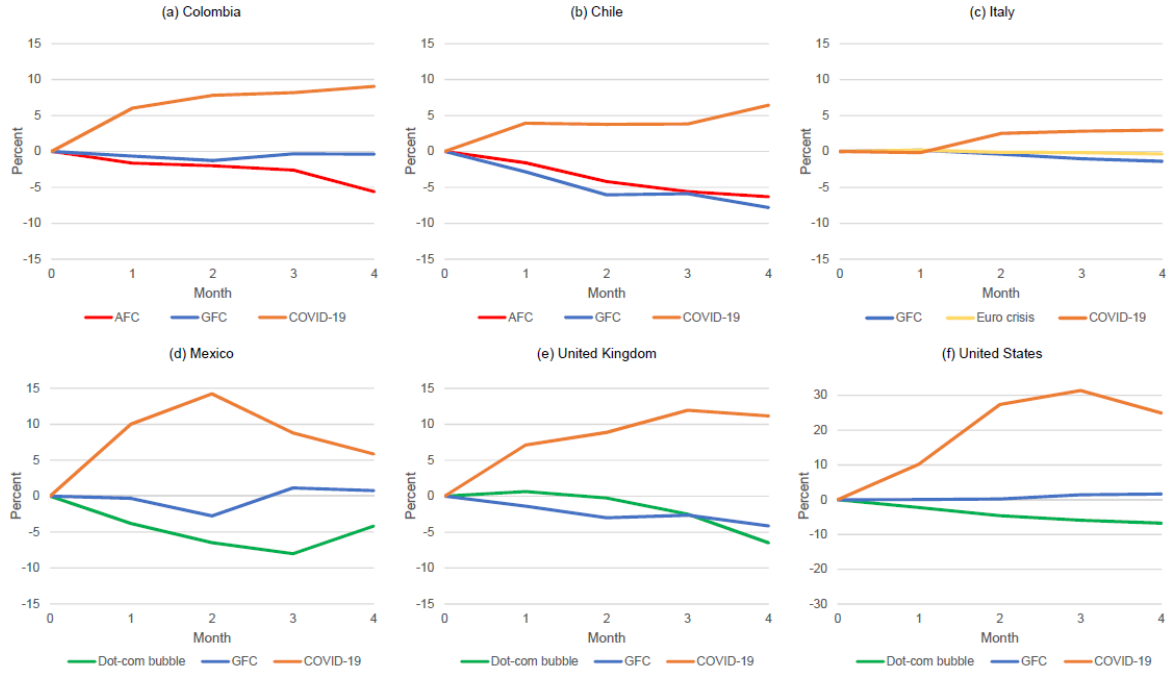 (a) Colombia
15
10
5
0
-5
-10
-15
Percent
0 1 2 3 4
Month
AFC GFC COVID-19
(b) Chile
15
10
5
0
-5
-10
-15
Percent
0 1 2 3 4
Month
AFC GFC COVID-19
(c) Italy
15
10
5
0
-5
-10
-15
Percent
0 1 2 3 4
Month
GFC Euro crisis COVID-19
(d) Mexico
15
10
5
0
-5
-10
-15
Percent
0 1 2 3 4
Month
Dot-com bubble GFC COVID-19
(e) United Kingdom
15
10
5
0
-5
-10
-15
Percent
0 1 2 3 4
Month
Dot-com bubble GFC COVID-19
(f) United States
30
20
10
0
-10
-20
-30
Percent
0 1 2 3 4
Month
Dot-com bubble GFC COVID-19